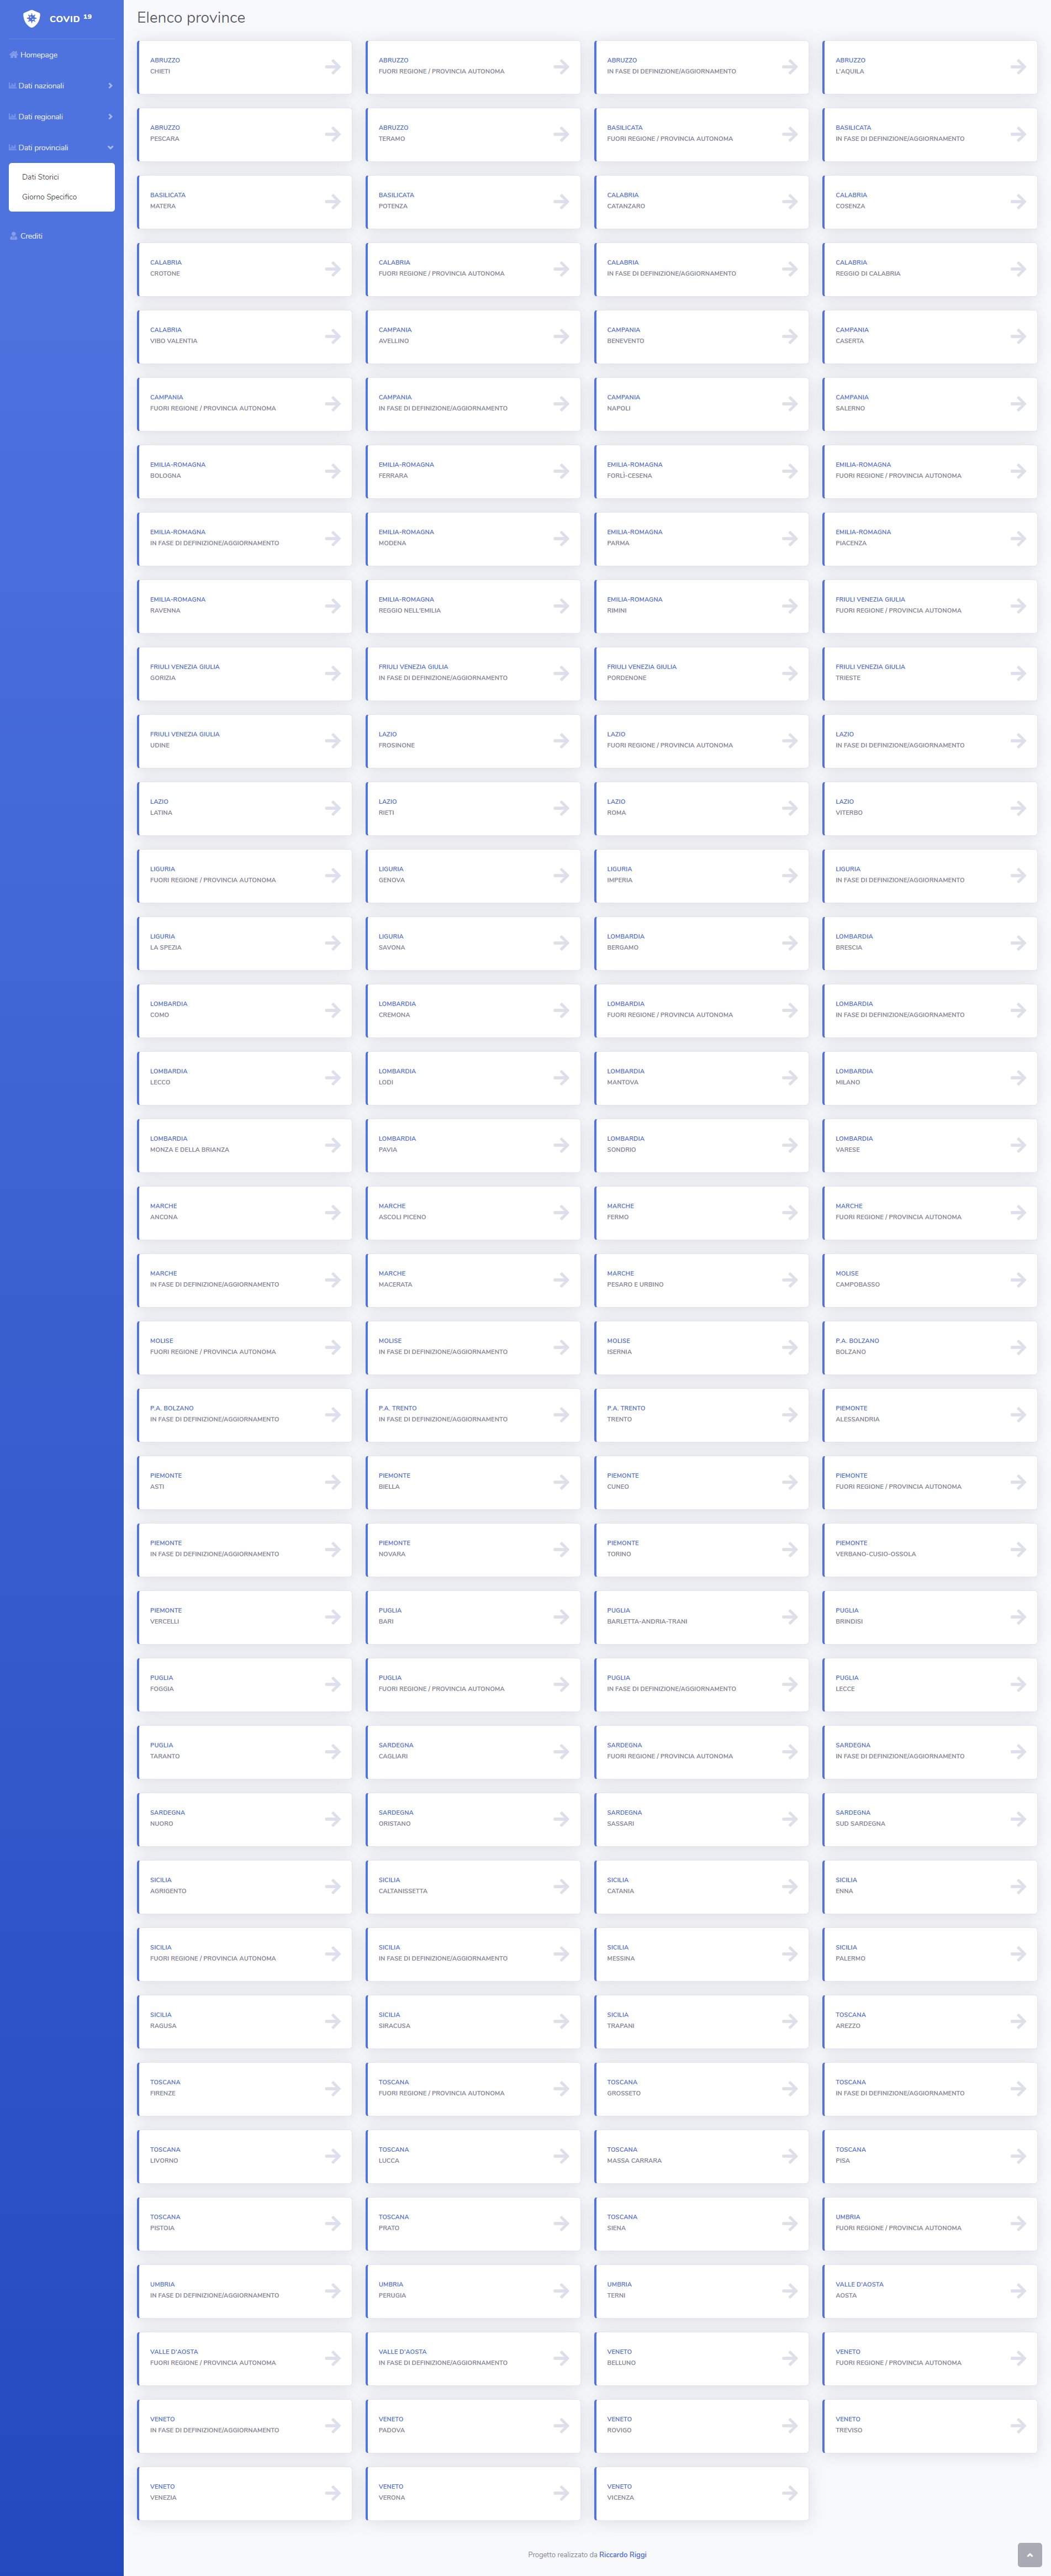 COVID 19
Homepage
Dati nazionali
Dati regionali
Dati provinciali
Dati Storici
Giorno Specifico
Crediti
Elenco province
ABRUZZO
CHIETI
ABRUZZO
FUORI REGIONE / PROVINCIA AUTONOMA
ABRUZZO
IN FASE DI DEFINIZIONE/AGGIORNAMENTO
ABRUZZO
L'AQUILA
ABRUZZO
PESCARA
ABRUZZO
TERAMO
BASILICATA
FUORI REGIONE / PROVINCIA AUTONOMA
BASILICATA
IN FASE DI DEFINIZIONE/AGGIORNAMENTO
BASILICATA
MATERA
BASILICATA
POTENZA
CALABRIA
CATANZARO
CALABRIA
COSENZA
CALABRIA
CROTONE
CALABRIA
FUORI REGIONE / PROVINCIA AUTONOMA
CALABRIA
IN FASE DI DEFINIZIONE/AGGIORNAMENTO
CALABRIA
REGGIO DI CALABRIA
CALABRIA
VIBO VALENTIA
CAMPANIA
AVELLINO
CAMPANIA
BENEVENTO
CAMPANIA
CASERTA
CAMPANIA
FUORI REGIONE / PROVINCIA AUTONOMA
CAMPANIA
IN FASE DI DEFINIZIONE/AGGIORNAMENTO
CAMPANIA
NAPOLI
CAMPANIA
SALERNO
EMILIA-ROMAGNA
BOLOGNA
EMILIA-ROMAGNA
FERRARA
EMILIA-ROMAGNA
FORLÌ-CESENA
EMILIA-ROMAGNA
FUORI REGIONE / PROVINCIA AUTONOMA
EMILIA-ROMAGNA
IN FASE DI DEFINIZIONE/AGGIORNAMENTO
EMILIA-ROMAGNA
MODENA
EMILIA-ROMAGNA
PARMA
EMILIA-ROMAGNA
PIACENZA
EMILIA-ROMAGNA
RAVENNA
EMILIA-ROMAGNA
REGGIO NELL'EMILIA
EMILIA-ROMAGNA
RIMINI
FRIULI VENEZIA GIULIA
FUORI REGIONE / PROVINCIA AUTONOMA
FRIULI VENEZIA GIULIA
GORIZIA
FRIULI VENEZIA GIULIA
IN FASE DI DEFINIZIONE/AGGIORNAMENTO
FRIULI VENEZIA GIULIA
PORDENONE
FRIULI VENEZIA GIULIA
TRIESTE
FRIULI VENEZIA GIULIA
UDINE
LAZIO
FROSINONE
LAZIO
FUORI REGIONE / PROVINCIA AUTONOMA
LAZIO
IN FASE DI DEFINIZIONE/AGGIORNAMENTO
LAZIO
LATINA
LAZIO
RIETI
LAZIO
ROMA
LAZIO
VITERBO
LIGURIA
FUORI REGIONE / PROVINCIA AUTONOMA
LIGURIA
GENOVA
LIGURIA
IMPERIA
LIGURIA
IN FASE DI DEFINIZIONE/AGGIORNAMENTO
LIGURIA
LA SPEZIA
LIGURIA
SAVONA
LOMBARDIA
BERGAMO
LOMBARDIA
BRESCIA
LOMBARDIA
COMO
LOMBARDIA
CREMONA
LOMBARDIA
FUORI REGIONE / PROVINCIA AUTONOMA
LOMBARDIA
IN FASE DI DEFINIZIONE/AGGIORNAMENTO
LOMBARDIA
LECCO
LOMBARDIA
LODI
LOMBARDIA
MANTOVA
LOMBARDIA
MILANO
LOMBARDIA
MONZA E DELLA BRIANZA
LOMBARDIA
PAVIA
LOMBARDIA
SONDRIO
LOMBARDIA
VARESE
MARCHE
ANCONA
MARCHE
ASCOLI PICENO
MARCHE
FERMO
MARCHE
FUORI REGIONE / PROVINCIA AUTONOMA
MARCHE
IN FASE DI DEFINIZIONE/AGGIORNAMENTO
MARCHE
MACERATA
MARCHE
PESARO E URBINO
MOLISE
CAMPOBASSO
MOLISE
FUORI REGIONE / PROVINCIA AUTONOMA
MOLISE
IN FASE DI DEFINIZIONE/AGGIORNAMENTO
MOLISE
ISERNIA
P.A. BOLZANO
BOLZANO
P.A. BOLZANO
IN FASE DI DEFINIZIONE/AGGIORNAMENTO
P.A. TRENTO
IN FASE DI DEFINIZIONE/AGGIORNAMENTO
P.A. TRENTO
TRENTO
PIEMONTE
ALESSANDRIA
PIEMONTE
ASTI
PIEMONTE
BIELLA
PIEMONTE
CUNEO
PIEMONTE
FUORI REGIONE / PROVINCIA AUTONOMA
PIEMONTE
IN FASE DI DEFINIZIONE/AGGIORNAMENTO
PIEMONTE
NOVARA
PIEMONTE
TORINO
PIEMONTE
VERBANO-CUSIO-OSSOLA
PIEMONTE
VERCELLI
PUGLIA
BARI
PUGLIA
BARLETTA-ANDRIA-TRANI
PUGLIA
BRINDISI
PUGLIA
FOGGIA
PUGLIA
FUORI REGIONE / PROVINCIA AUTONOMA
PUGLIA
IN FASE DI DEFINIZIONE/AGGIORNAMENTO
PUGLIA
LECCE
PUGLIA
TARANTO
SARDEGNA
CAGLIARI
SARDEGNA
FUORI REGIONE / PROVINCIA AUTONOMA
SARDEGNA
IN FASE DI DEFINIZIONE/AGGIORNAMENTO
SARDEGNA
NUORO
SARDEGNA
ORISTANO
SARDEGNA
SASSARI
SARDEGNA
SUD SARDEGNA
SICILIA
AGRIGENTO
SICILIA
CALTANISSETTA
SICILIA
CATANIA
SICILIA
ENNA
SICILIA
FUORI REGIONE / PROVINCIA AUTONOMA
SICILIA
IN FASE DI DEFINIZIONE/AGGIORNAMENTO
SICILIA
MESSINA
SICILIA
PALERMO
SICILIA
RAGUSA
SICILIA
SIRACUSA
SICILIA
TRAPANI
TOSCANA
AREZZO
TOSCANA
FIRENZE
TOSCANA
FUORI REGIONE / PROVINCIA AUTONOMA
TOSCANA
GROSSETO
TOSCANA
IN FASE DI DEFINIZIONE/AGGIORNAMENTO
TOSCANA
LIVORNO
TOSCANA
LUCCA
TOSCANA
MASSA CARRARA
TOSCANA
PISA
TOSCANA
PISTOIA
TOSCANA
PRATO
TOSCANA
SIENA
UMBRIA
FUORI REGIONE / PROVINCIA AUTONOMA
UMBRIA
IN FASE DI DEFINIZIONE/AGGIORNAMENTO
UMBRIA
PERUGIA
UMBRIA
TERNI
VALLE D'AOSTA
AOSTA
VALLE D'AOSTA
FUORI REGIONE / PROVINCIA AUTONOMA
VALLE D'AOSTA
IN FASE DI DEFINIZIONE/AGGIORNAMENTO
VENETO
BELLUNO
VENETO
FUORI REGIONE / PROVINCIA AUTONOMA
VENETO
IN FASE DI DEFINIZIONE/AGGIORNAMENTO
VENETO
PADOVA
VENETO
ROVIGO
VENETO
TREVISO
VENETO
VENEZIA
VENETO
VERONA
VENETO
VICENZA
Progetto realizzato da Riccardo Riggi